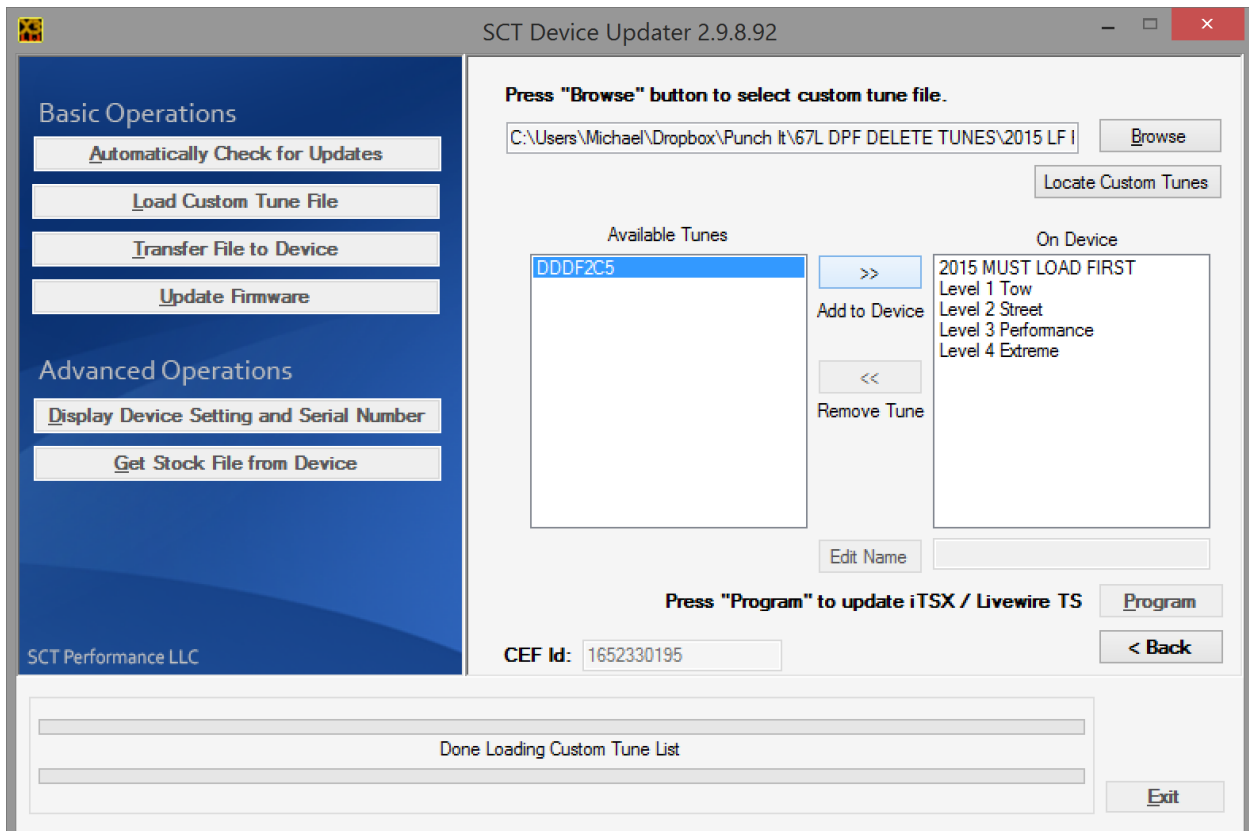 SCT Device Updater 2.9.8.92
Basic Operations
Automatically Check for Updates
Load Custom Tune File
Transfer File to Device
Update Firmware
Advanced Operations
Display Device Setting and Serial Number
Get Stock File from Device
SCT Performance LLC
Press "Browse" button to select custom tune file.
C:\Users\Michael\Dropbox\Punch It\67L DPF DELETE TUNES\2015 LF
Browse
Locate Custom Tunes
Available Tunes
DDDF2C5
>>
Add to Device
<<
Remove Tune
On Device
2015 MUST LOAD FIRST
Level 1 Tow
Level 2 Street
Level 3 Performance
Level 4 Extreme
Edit Name
Press "Program" to update iTSX / Livewire TS
Program
CEF Id:
1652330195
< Back
Done Loading Custom Tune List
Exit